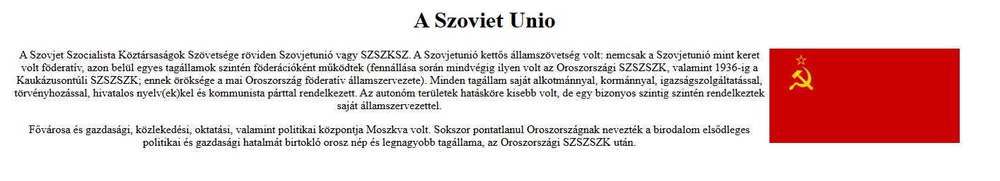 A Szoviet Unio
A Szovjet Szocialista Köztársaságok Szövetsége röviden Szovjetunió vagy SZSZKSZ. A Szovjetunió kettős államszövetség volt: nemcsak a Szovjetunió mint keret
volt föderatív, azon belül egyes tagállamok szintén föderációként működtek (fennállása során mindvégig ilyen volt az Oroszországi SZSZSZK, valamint 1936-ig a
Kaukázusontúli SZSZSZK; ennek öröksége a mai Oroszország föderatív államszervezete). Minden tagállam saját alkotmánnyal, kormánnyal, igazságszolgáltatással,
törvényhozással, hivatalos nyelv(ek)kel és kommunista párttal rendelkezett. Az autonóm területek hatásköre kisebb volt, de egy bizonyos szintig szintén rendelkeztek
saját államszervezettel.
Fővárosa és gazdasági, közlekedési, oktatási, valamint politikai központja Moszkva volt. Sokszor pontatlanul Oroszországnak nevezték a birodalom elsődleges
politikai és gazdasági hatalmát birtokló orosz nép és legnagyobb tagállama, az Oroszországi SZSZSZK után.